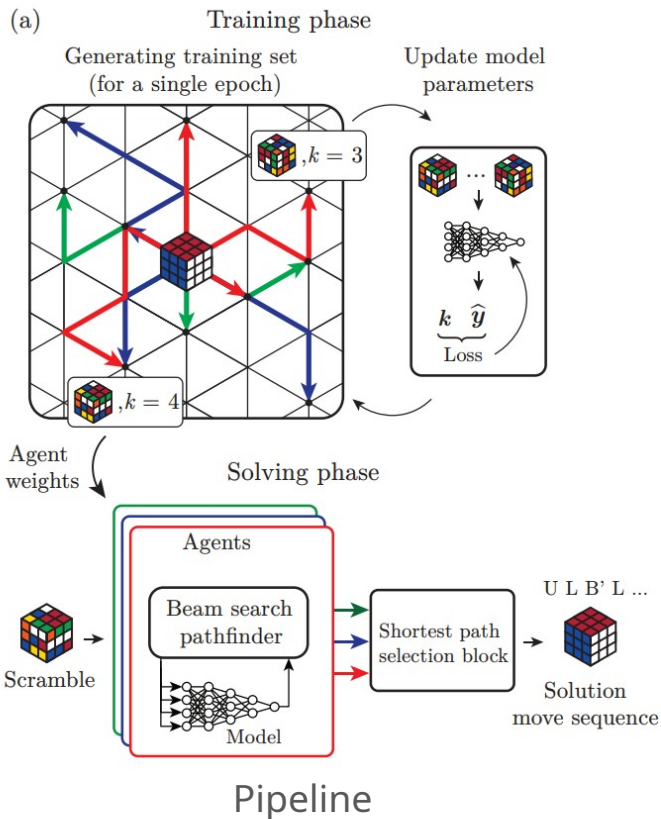 (a)
Training phase
Generating training set
(for a single epoch)
Update model
parameters
, k = 3
...
k ŷ
Loss
, k = 4
Agent
weights
Solving phase
Agents
Beam search
pathfinder
Model
Scramble
Shortest path
selection block
U L B' L ...
Solution
move sequence
Pipeline